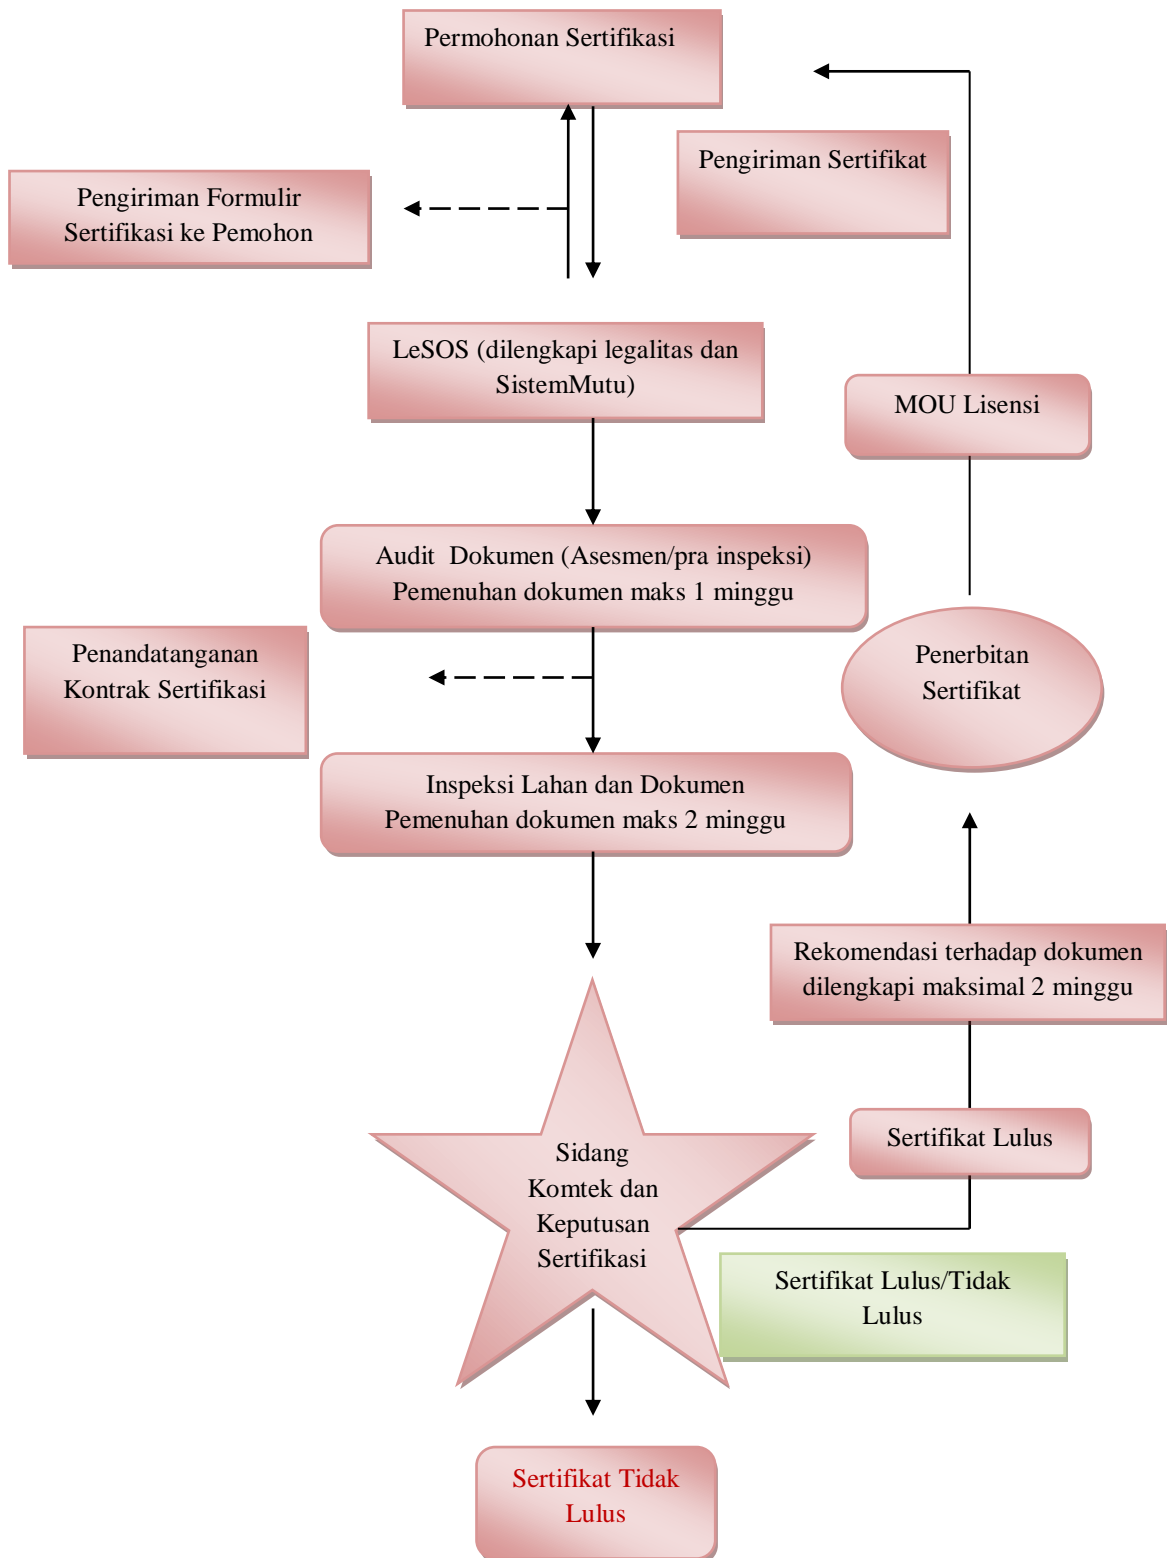 Permohonan Sertifikasi
Pengiriman Sertifikat
Pengiriman Formulir
Sertifikasi ke Pemohon
LeSOS (dilengkapi legalitas dan
SistemMutu)
MOU Lisensi
Audit  Dokumen (Asesmen/pra inspeksi)
Pemenuhan dokumen maks 1 minggu
Penandatanganan
Kontrak Sertifikasi
Penerbitan
Sertifikat
Inspeksi Lahan dan Dokumen
Pemenuhan dokumen maks 2 minggu
Rekomendasi terhadap dokumen
dilengkapi maksimal 2 minggu
Sertifikat Lulus
Sidang
Komtek dan
Keputusan
Sertifikasi
Sertifikat Lulus/Tidak
Lulus
Sertifikat Tidak
Lulus